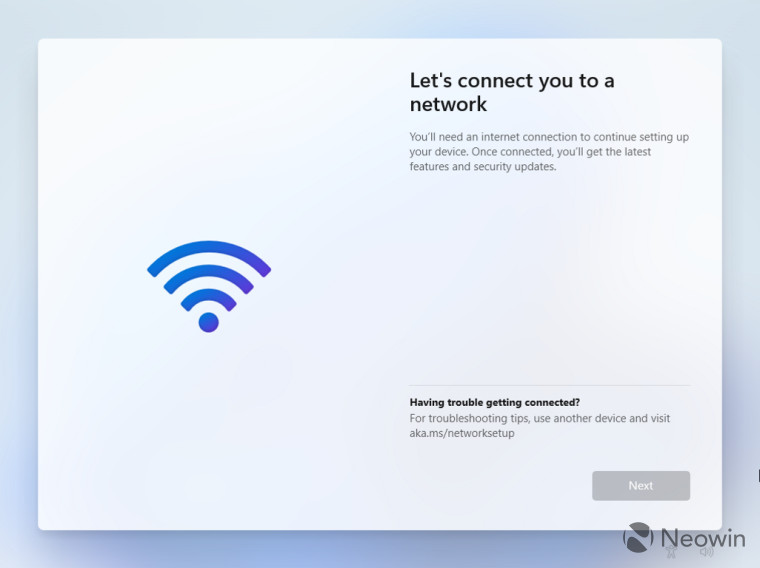 Let's connect you to a
network
You'll need an internet connection to continue setting up
your device. Once connected, you'll get the latest
features and security updates.
Having trouble getting connected?
For troubleshooting tips, use another device and visit
aka.ms/networksetup
Next
Neowin